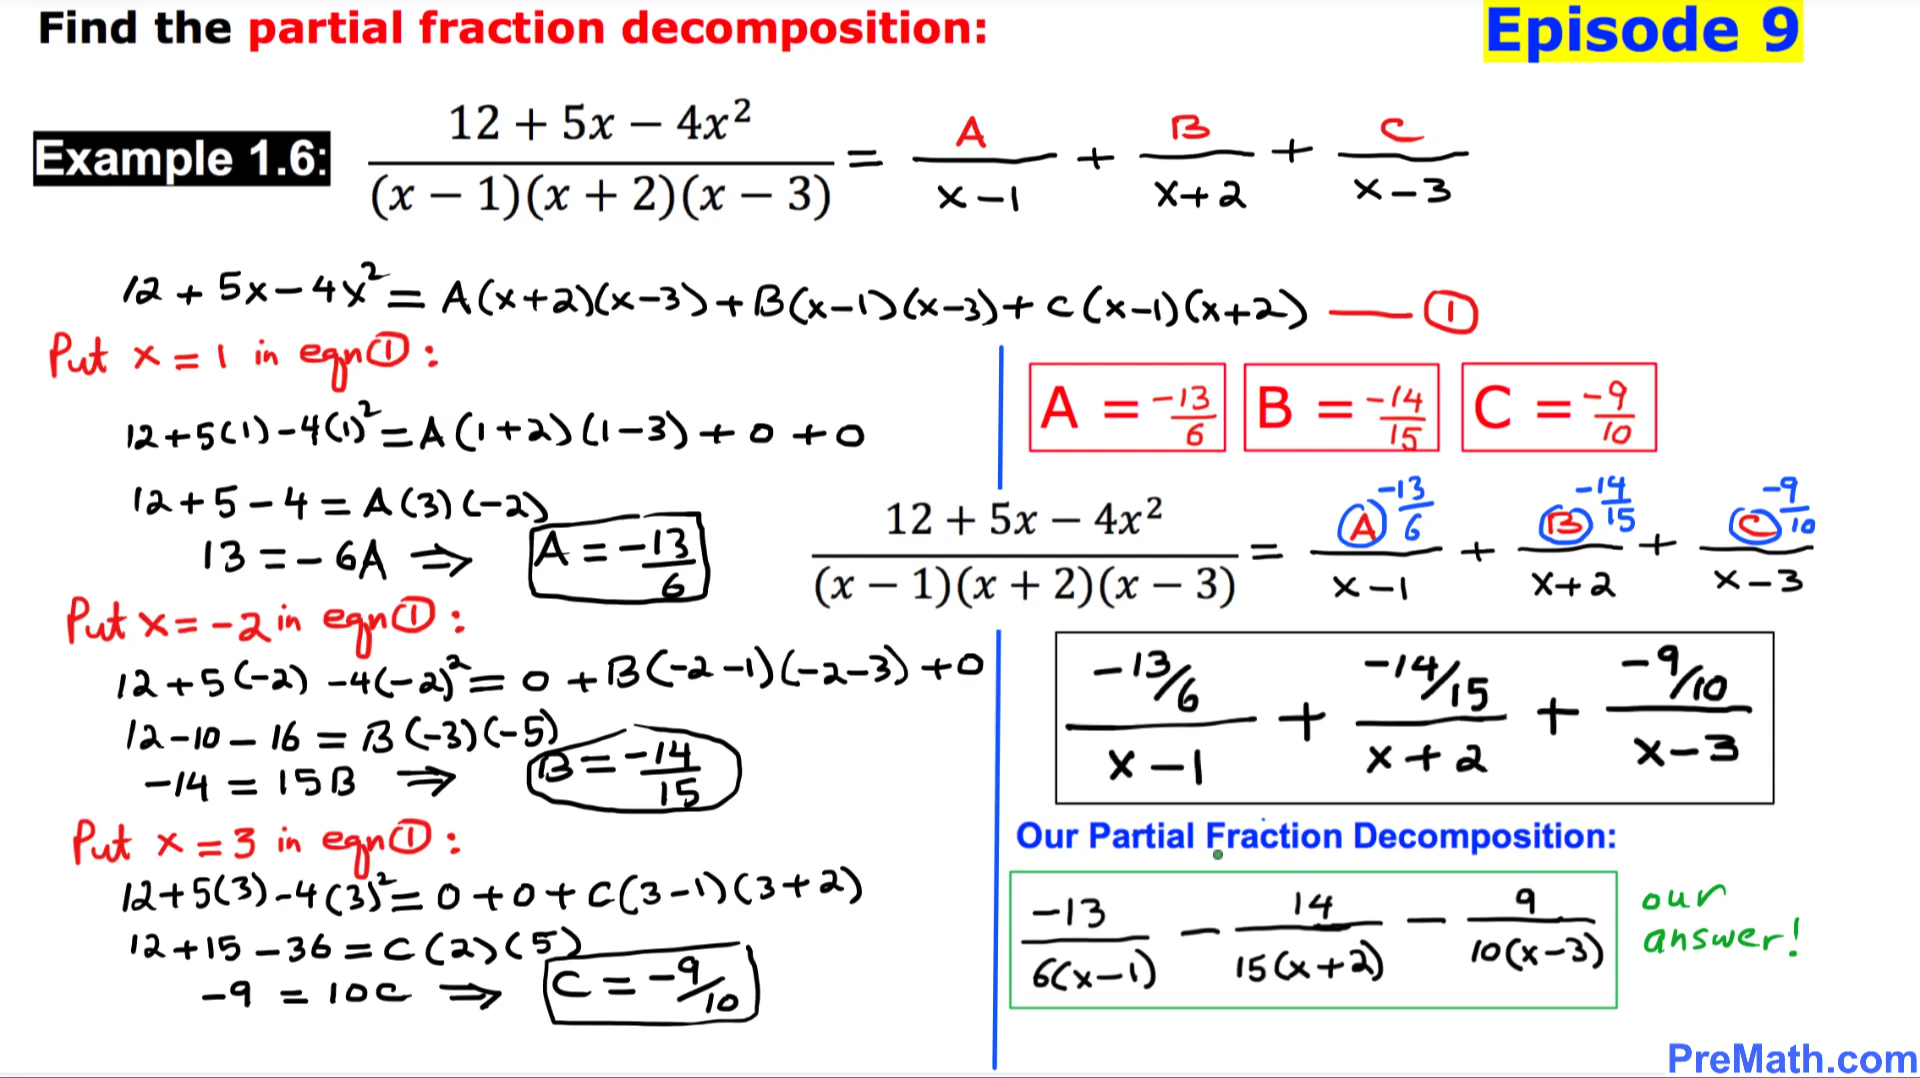 Find the partial fraction decomposition:
Episode 9
Example 1.6: (12 + 5x − 4x²)/((x − 1)(x + 2)(x − 3)) = A/(x−1) + B/(x+2) + C/(x−3)
12 + 5x − 4x² = A(x+2)(x−3) + B(x−1)(x−3) + C(x−1)(x+2) —— ①
Put x = 1 in eqn①:
12+5(1)−4(1)² = A(1+2)(1−3) + 0 + 0
12+5−4 = A(3)(−2)
13 = −6A ⇒ A = −13/6
Put x = −2 in eqn①:
12+5(−2) −4(−2)² = 0 + B(−2−1)(−2−3) + 0
12−10−16 = B(−3)(−5)
−14 = 15B ⇒ B = −14/15
Put x = 3 in eqn①:
12+5(3)−4(3)² = 0 + 0 + C(3−1)(3+2)
12+15−36 = C(2)(5)
−9 = 10C ⇒ C = −9/10
A = −13/6 B = −14/15 C = −9/10
(12 + 5x − 4x²)/((x − 1)(x + 2)(x − 3)) = A −13/6 /(x−1) + B −14/15 /(x+2) + C −9/10 /(x−3)
(−13/6)/(x−1) + (−14/15)/(x+2) + (−9/10)/(x−3)
Our Partial Fraction Decomposition:
−13/(6(x−1)) − 14/(15(x+2)) − 9/(10(x−3))
our
answer!
PreMath.com